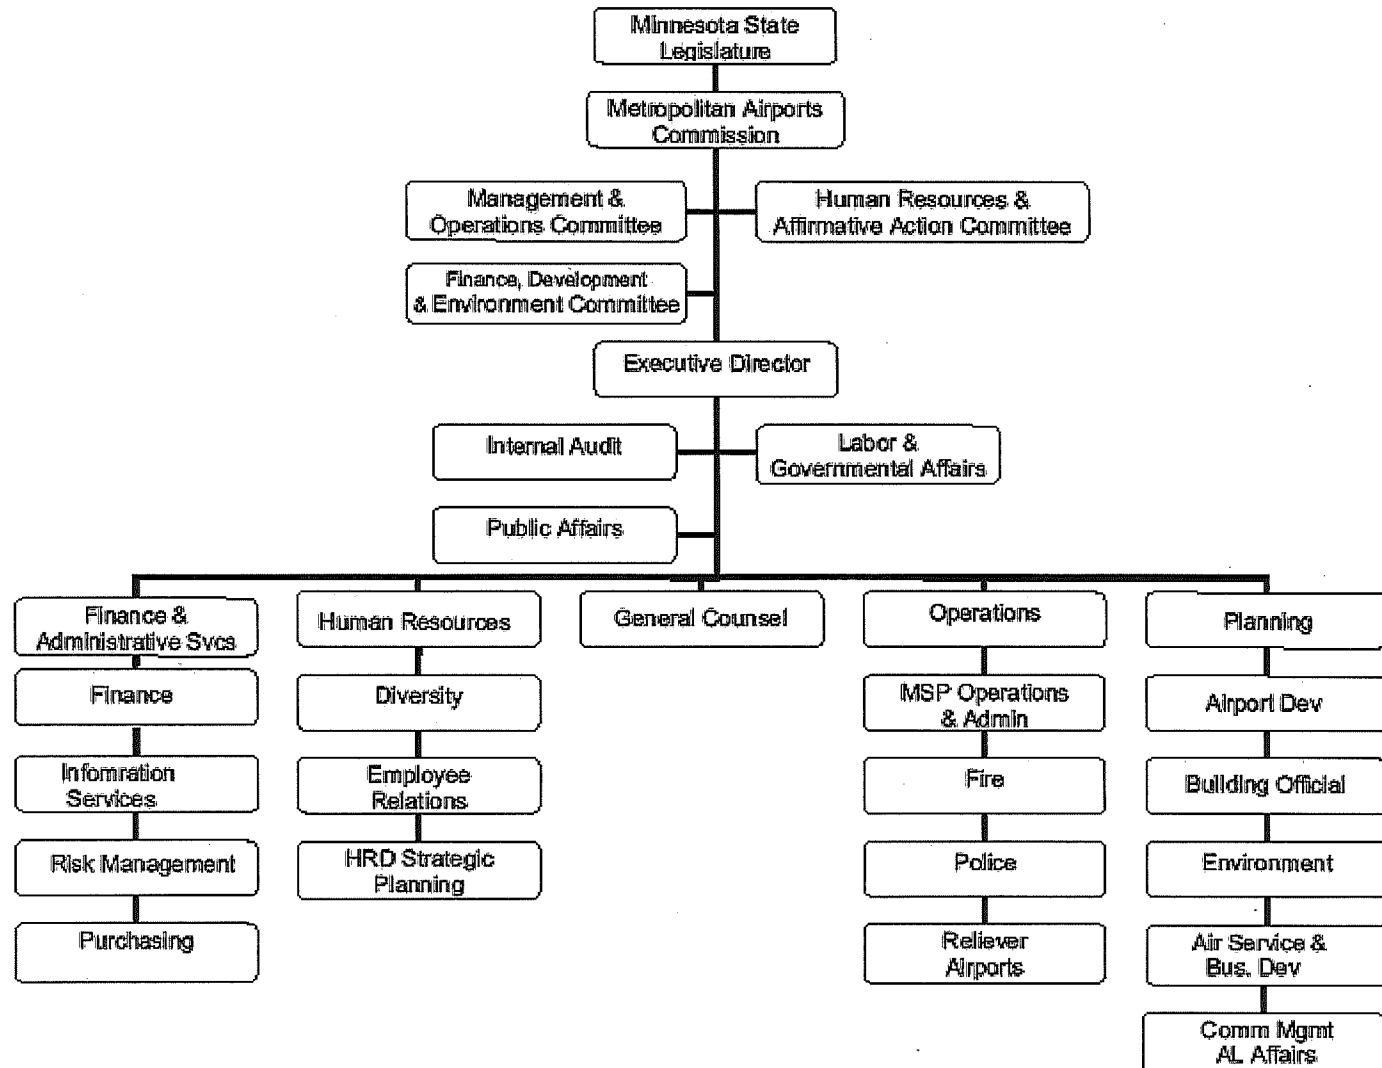 Minnesota State
Legislature
Metropolitan Airports
Commission
Management &
Operations Committee
Human Resources &
Affirmative Action Committee
Finance, Development
& Environment Committee
Executive Director
Internal Audit
Labor &
Governmental Affairs
Public Affairs
Finance &
Administrative Svcs
Human Resources
General Counsel
Operations
Planning
Finance
Diversity
MSP Operations
& Admin
Airport Dev
Infomration
Services
Employee
Relations
Fire
Building Official
Risk Management
HRD Strategic
Planning
Police
Environment
Purchasing
Reliever
Airports
Air Service &
Bus. Dev
Comm Mgmt
AL Affairs